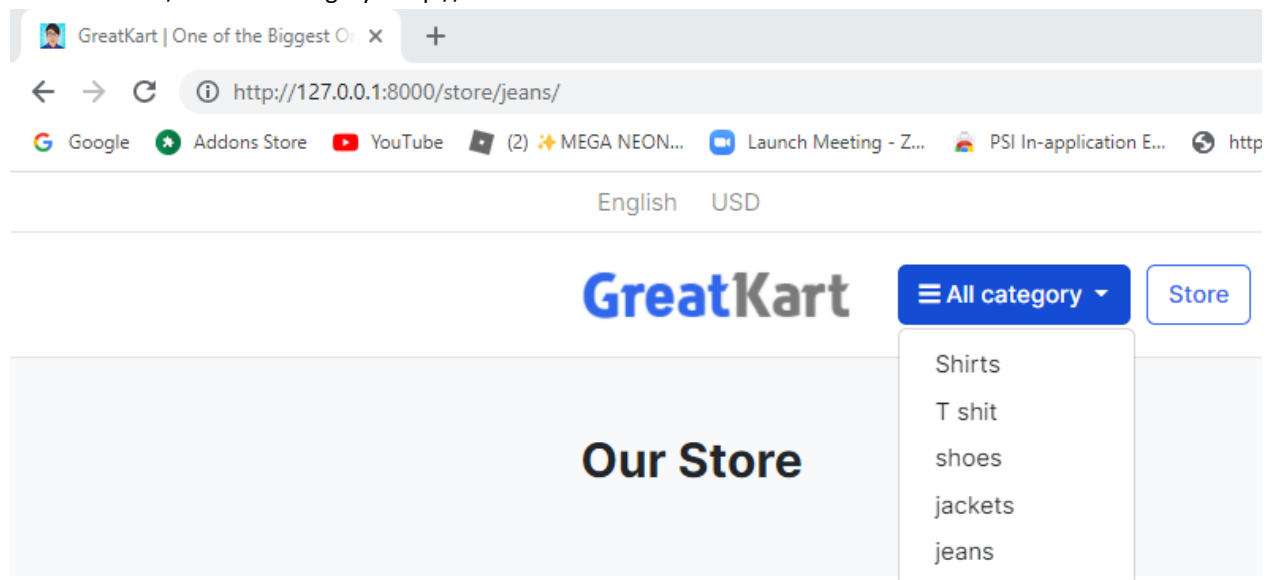 GreatKart | One of the Biggest Or
http://127.0.0.1:8000/store/jeans/
Google Addons Store YouTube (2) ✨MEGA NEON... Launch Meeting - Z... PSI In-application E... http
English USD
GreatKart All category Store
Shirts
T shit
Our Store
shoes
jackets
jeans